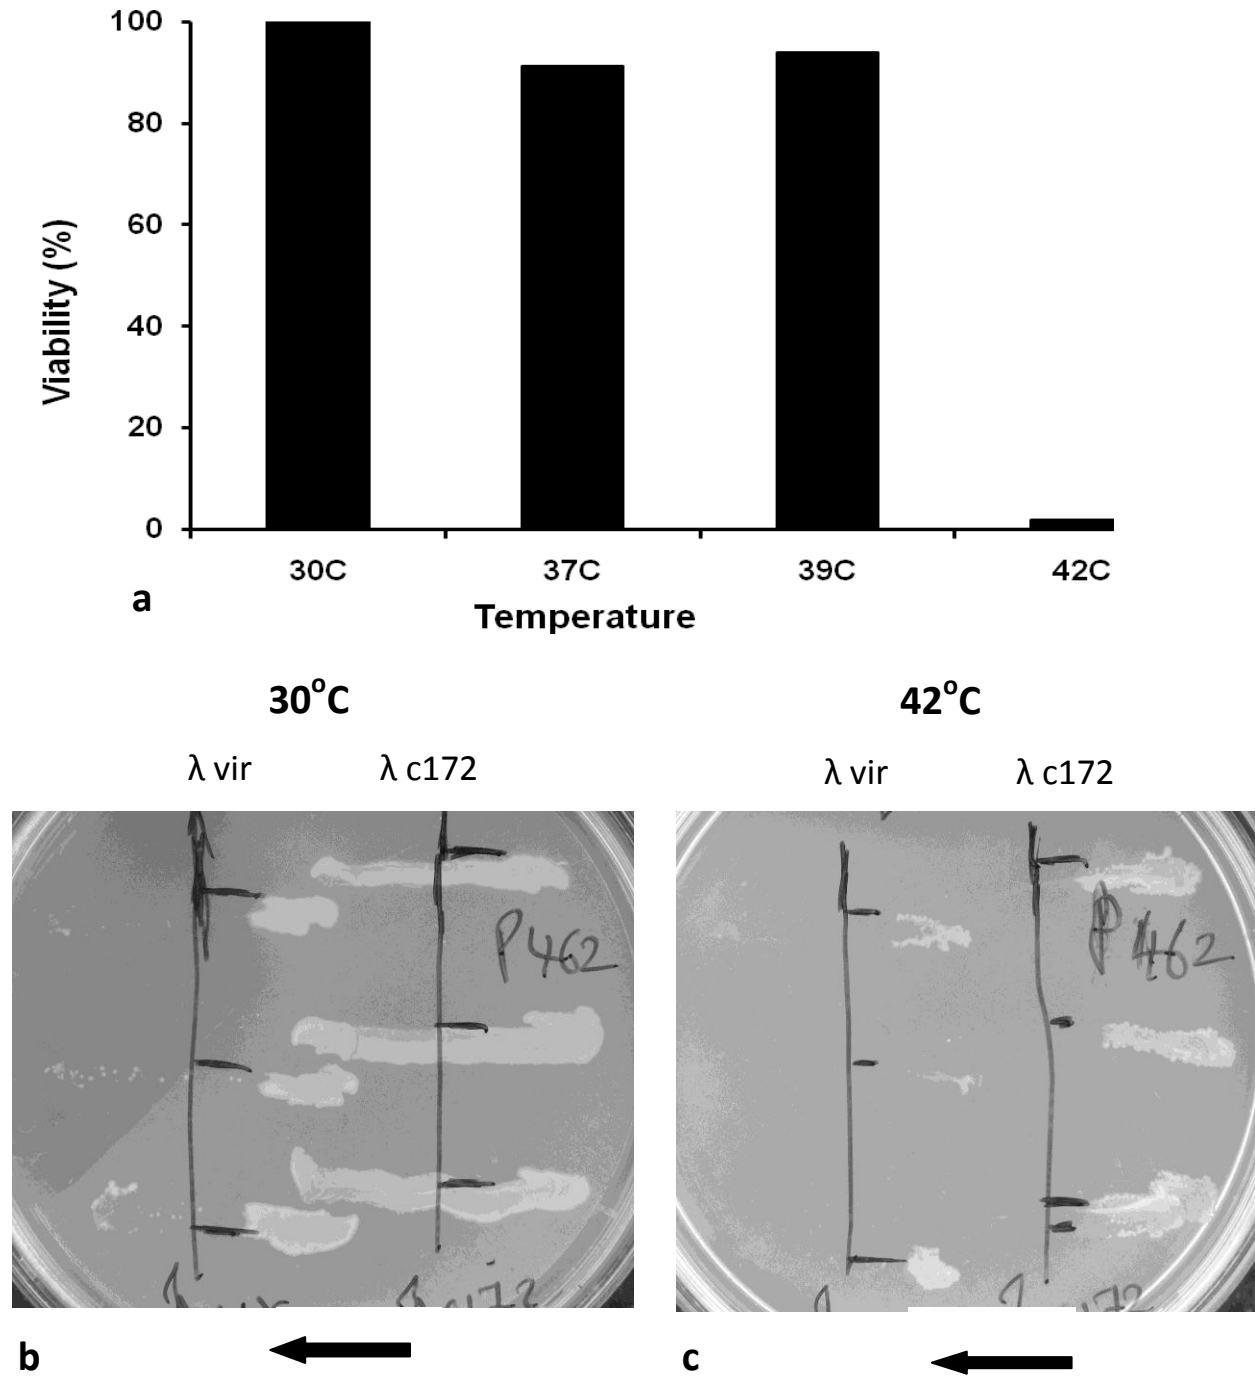 100
80
60
40
20
0
Viability (%)
30C 37C 39C 42C
a
Temperature
30°C 42°C
λ vir λ c172 λ vir λ c172
P462 P462
b c